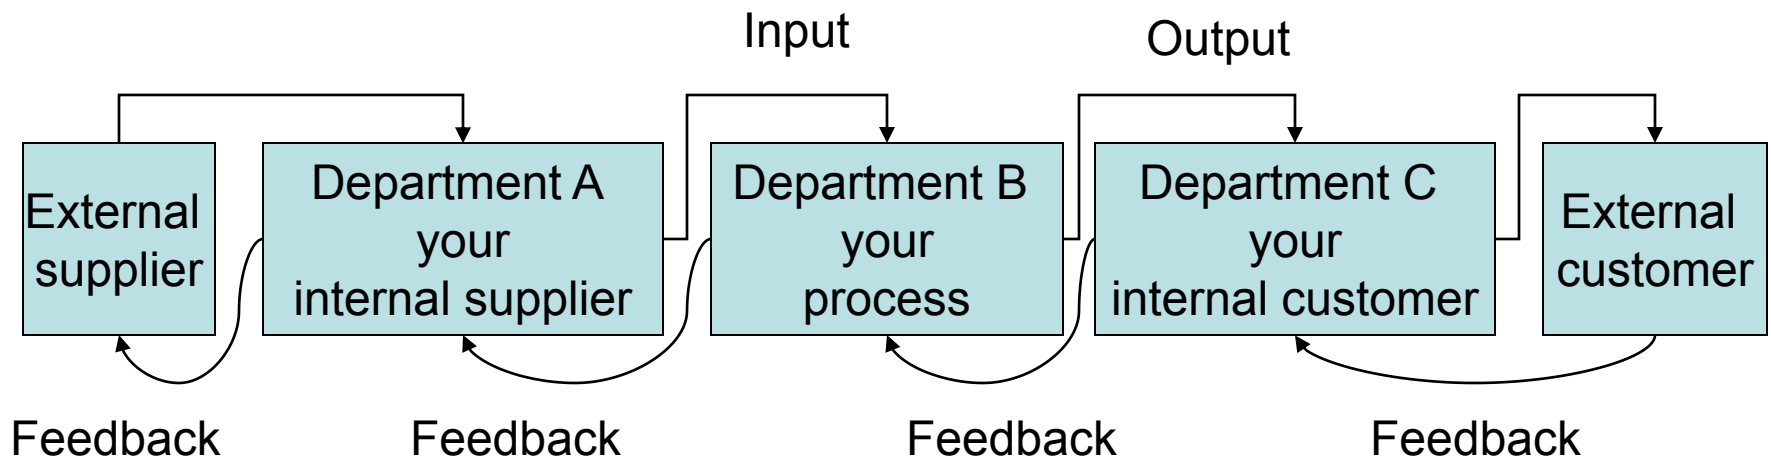 Input
Output
External
supplier
Department A
your
internal supplier
Department B
your
process
Department C
your
internal customer
External
customer
Feedback
Feedback
Feedback
Feedback